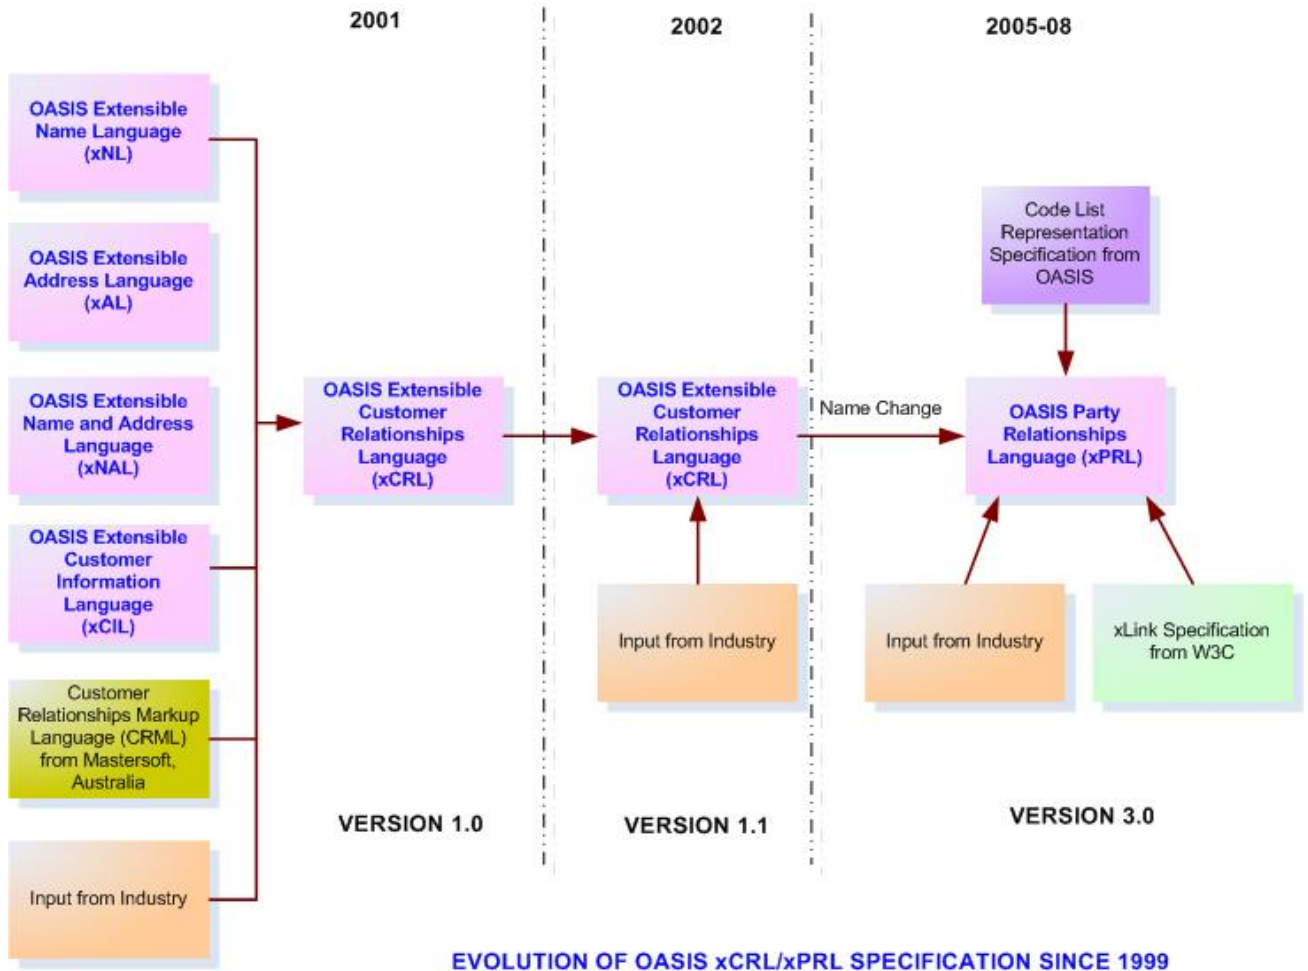 2001
2002
2005-08
OASIS Extensible
Name Language
(xNL)
OASIS Extensible
Address Language
(xAL)
OASIS Extensible
Name and Address
Language
(xNAL)
OASIS Extensible
Customer
Information
Language
(xCIL)
Customer
Relationships Markup
Language (CRML)
from Mastersoft,
Australia
Input from Industry
OASIS Extensible
Customer
Relationships
Language
(xCRL)
VERSION 1.0
OASIS Extensible
Customer
Relationships
Language
(xCRL)
Input from Industry
VERSION 1.1
Name Change
Code List
Representation
Specification from
OASIS
OASIS Party
Relationships
Language (xPRL)
Input from Industry
xLink Specification
from W3C
VERSION 3.0
EVOLUTION OF OASIS xCRL/xPRL SPECIFICATION SINCE 1999